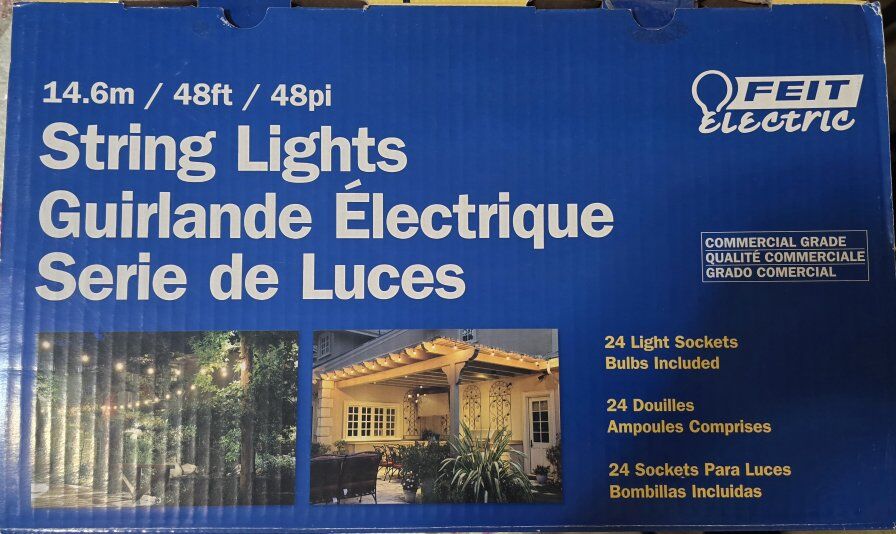 14.6m / 48ft / 48pi
String Lights
Guirlande Électrique
Serie de Luces
FEIT
Electric
COMMERCIAL GRADE
QUALITÉ COMMERCIALE
GRADO COMERCIAL
24 Light Sockets
Bulbs Included
24 Douilles
Ampoules Comprises
24 Sockets Para Luces
Bombillas Incluidas